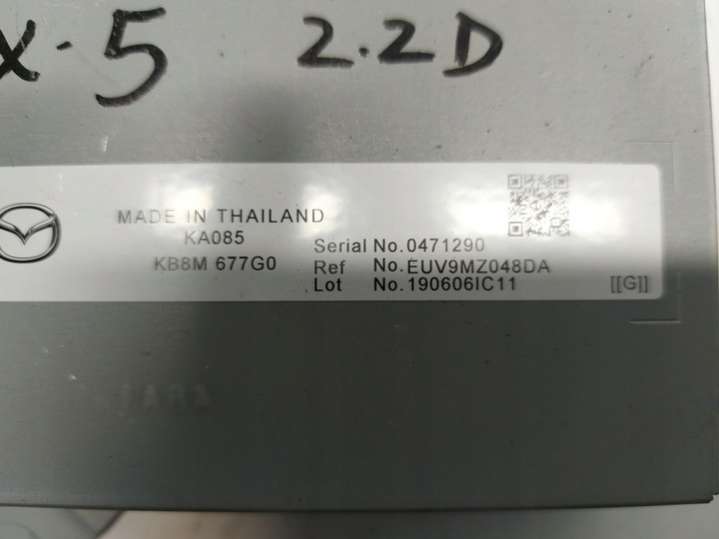 x-5 2.2D
MADE IN THAILAND
KA085
KB8M 677G0
Serial No.0471290
Ref No.EUV9MZ048DA
Lot No.190606IC11
[[G]]